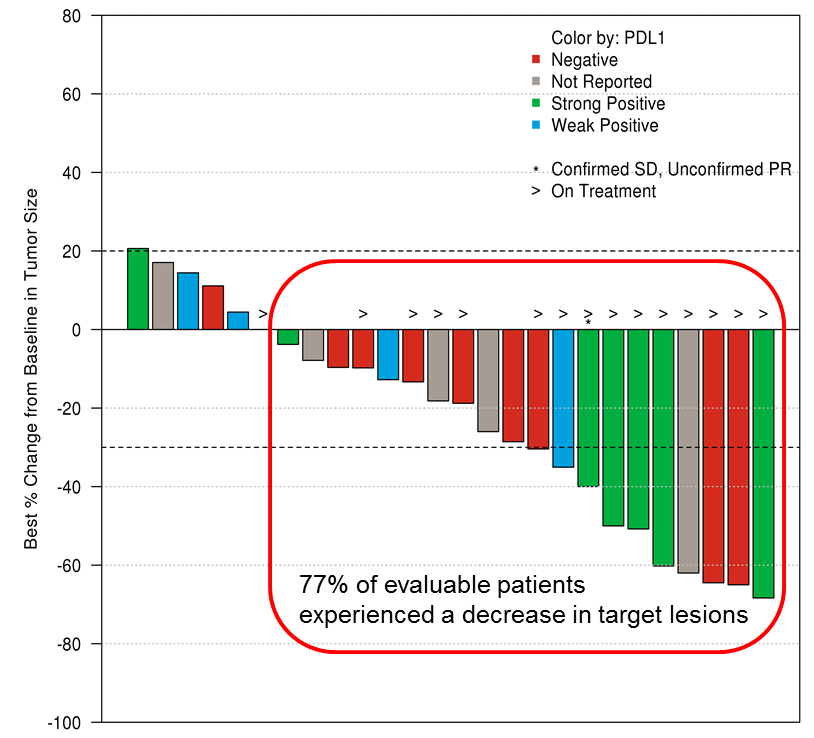 80
60
40
20
0
-20
-40
-60
-80
-100
Best % Change from Baseline in Tumor Size
Color by: PDL1
Negative
Not Reported
Strong Positive
Weak Positive
* Confirmed SD, Unconfirmed PR
> On Treatment
> > > > > > > > > > > > > > >
*
77% of evaluable patients
experienced a decrease in target lesions